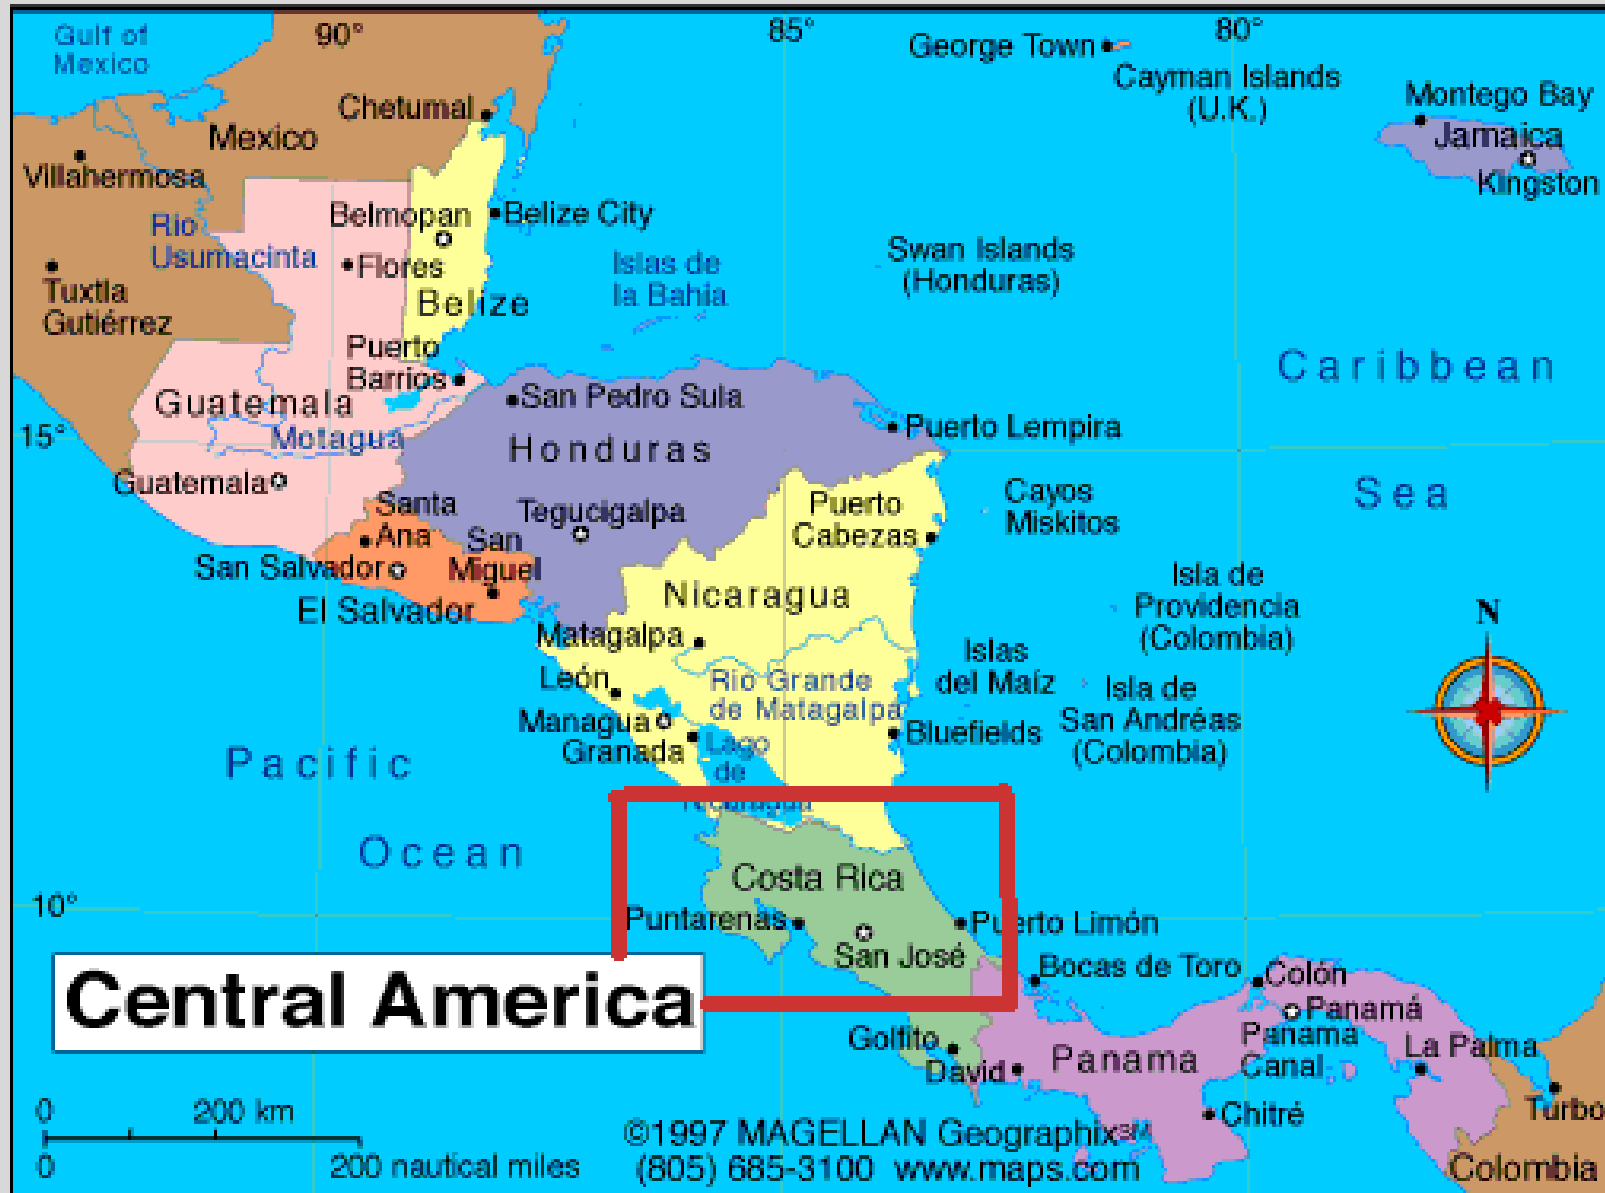 Gulf of
Mexico
90°
85°
80°
George Town
Cayman Islands
(U.K.)
Montego Bay
Jamaica
Kingston
Chetumal
Mexico
Villahermosa
Rio
Usumacinta
Belmopan
Belize City
Flores
Belize
Tuxtla
Gutiérrez
Islas de
la Bahia
Swan Islands
(Honduras)
Caribbean
Sea
Puerto
Barrios
Guatemala
Motagua
15°
Guatemala
San Pedro Sula
Honduras
Puerto Lempira
Tegucigalpa
Santa
Ana
San
Miguel
San Salvador
El Salvador
Puerto
Cabezas
Cayos
Miskitos
Nicaragua
Isla de
Providencia
(Colombia)
N
Matagalpa
León
Rio Grande
de Matagalpa
Islas
del Maíz
Isla de
San Andréas
(Colombia)
Managua
Granada
Lago
de
Nicaragua
Bluefields
Pacific
Ocean
Costa Rica
10°
Puntarenas
San José
Puerto Limón
Central America
Bocas de Toro
Colón
Panamá
Panama
Canal
Golfito
David
Panama
La Palma
Chitré
Turbo
Colombia
0
200 km
0
200 nautical miles
©1997 MAGELLAN Geographix℠
(805) 685-3100 www.maps.com